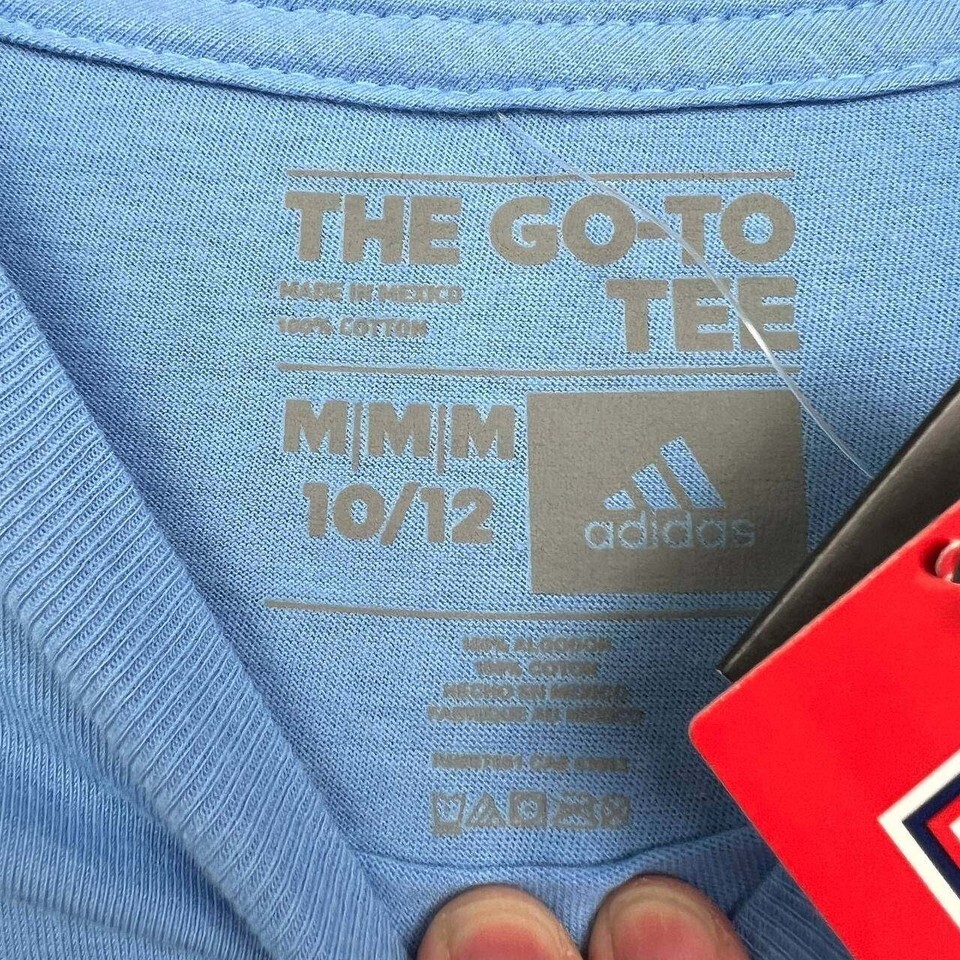 THE GO-TO
TEE
MADE IN MEXICO
100% COTTON
M|M|M
10/12
adidas
100% ALGODON
100% COTON
HECHO EN MEXICO
FABRIQUE AU MEXICO